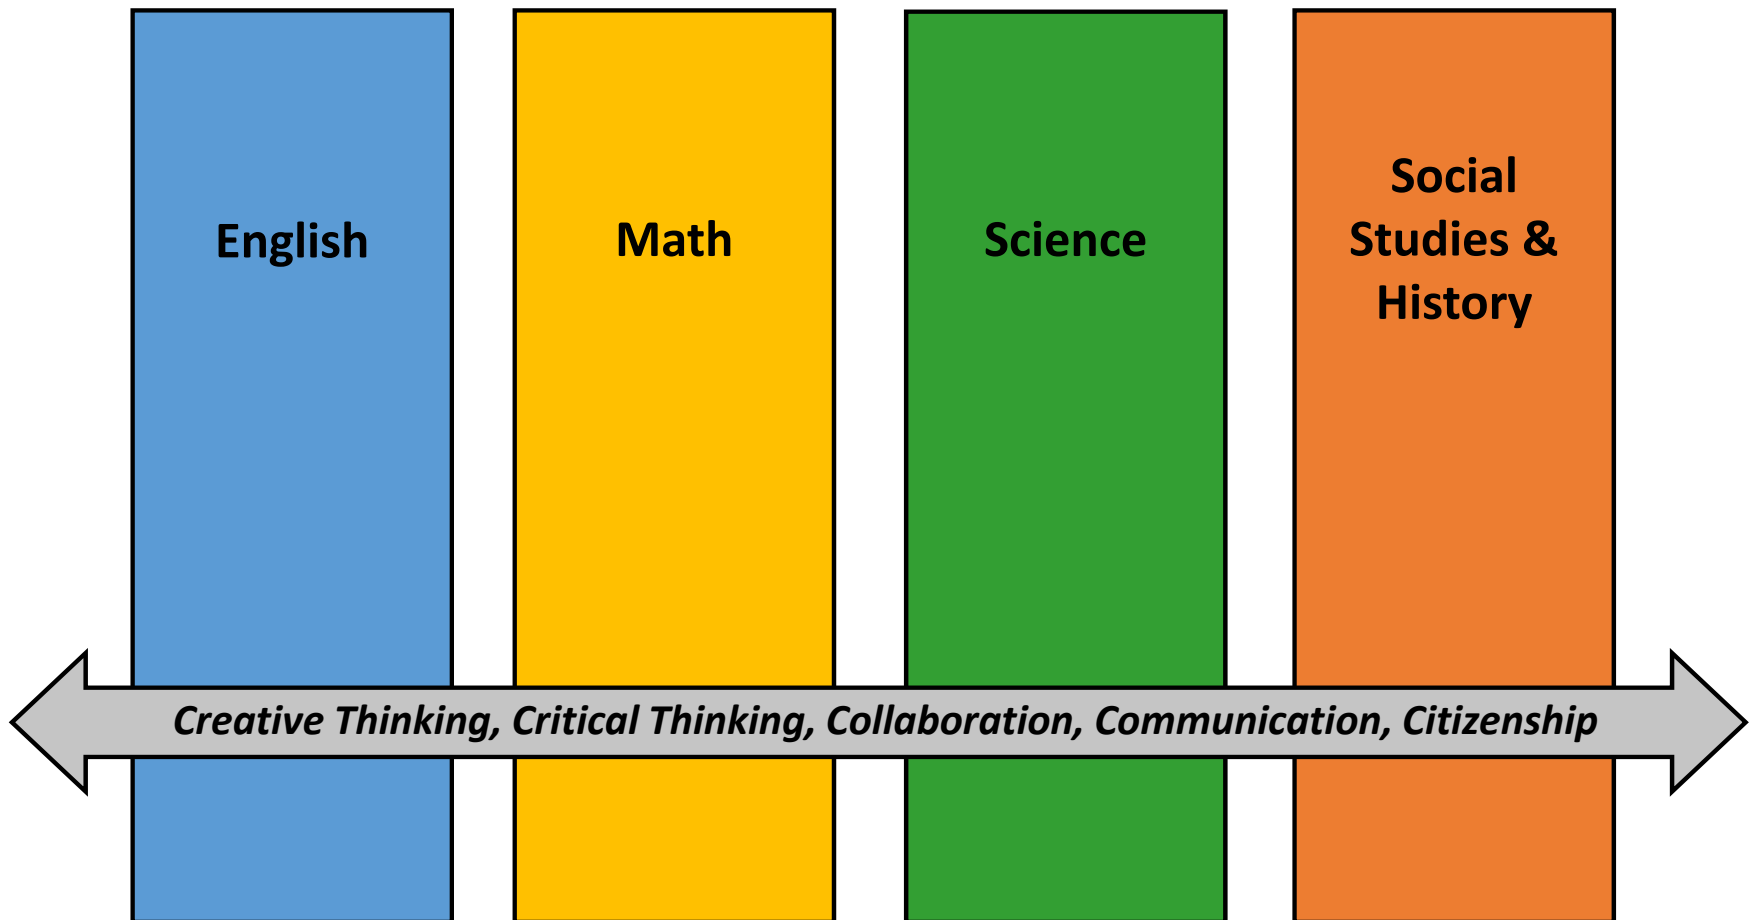 English
Math
Science
Social
Studies &
History
Creative Thinking, Critical Thinking, Collaboration, Communication, Citizenship